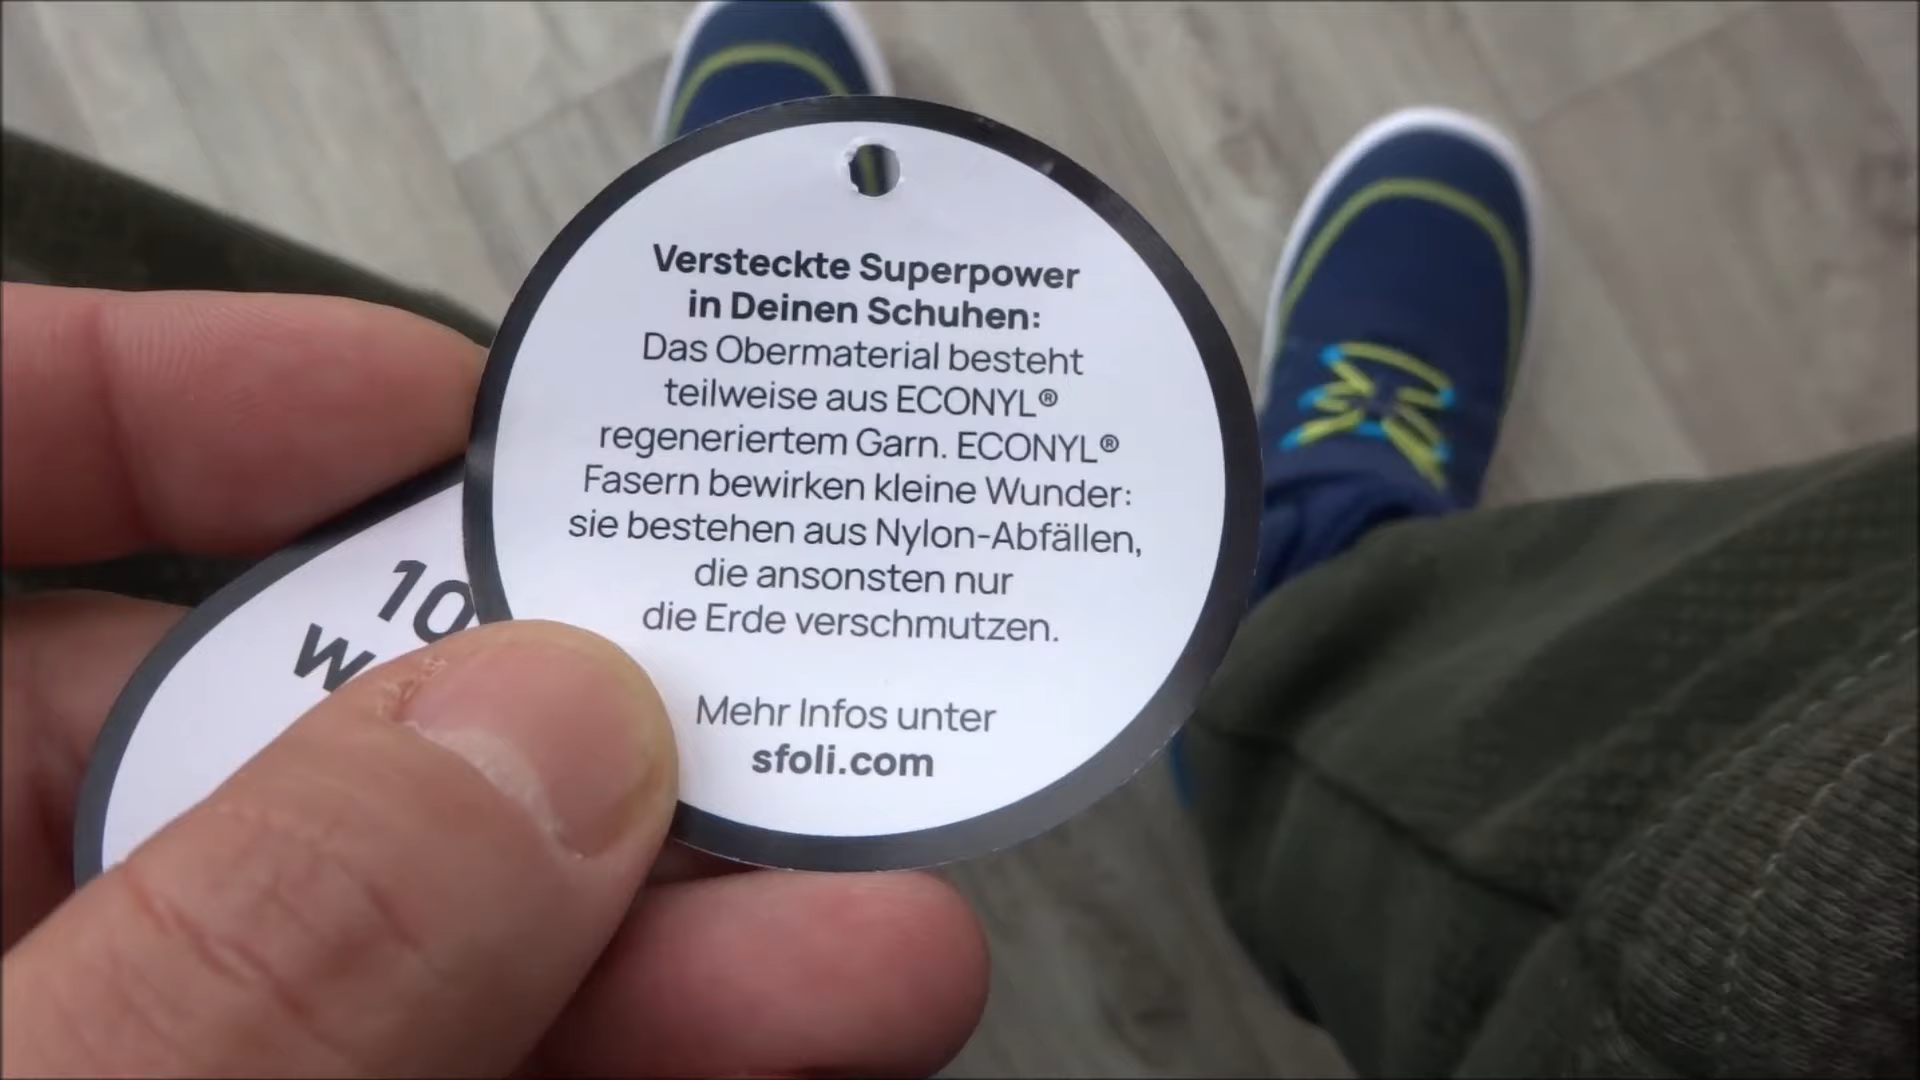 Versteckte Superpower
in Deinen Schuhen:
Das Obermaterial besteht
teilweise aus ECONYL®
regeneriertem Garn. ECONYL®
Fasern bewirken kleine Wunder:
sie bestehen aus Nylon-Abfällen,
die ansonsten nur
die Erde verschmutzen.
Mehr Infos unter
sfoli.com